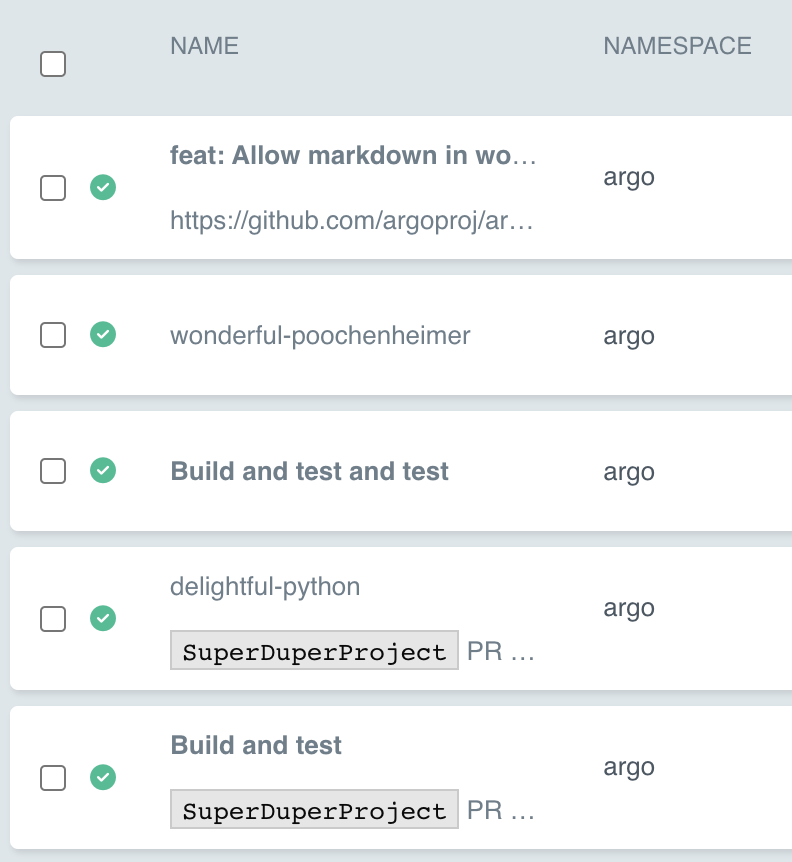 NAME NAMESPACE
feat: Allow markdown in wo…
argo
https://github.com/argoproj/ar…
wonderful-poochenheimer argo
Build and test and test argo
delightful-python
argo
SuperDuperProject PR …
Build and test
argo
SuperDuperProject PR …